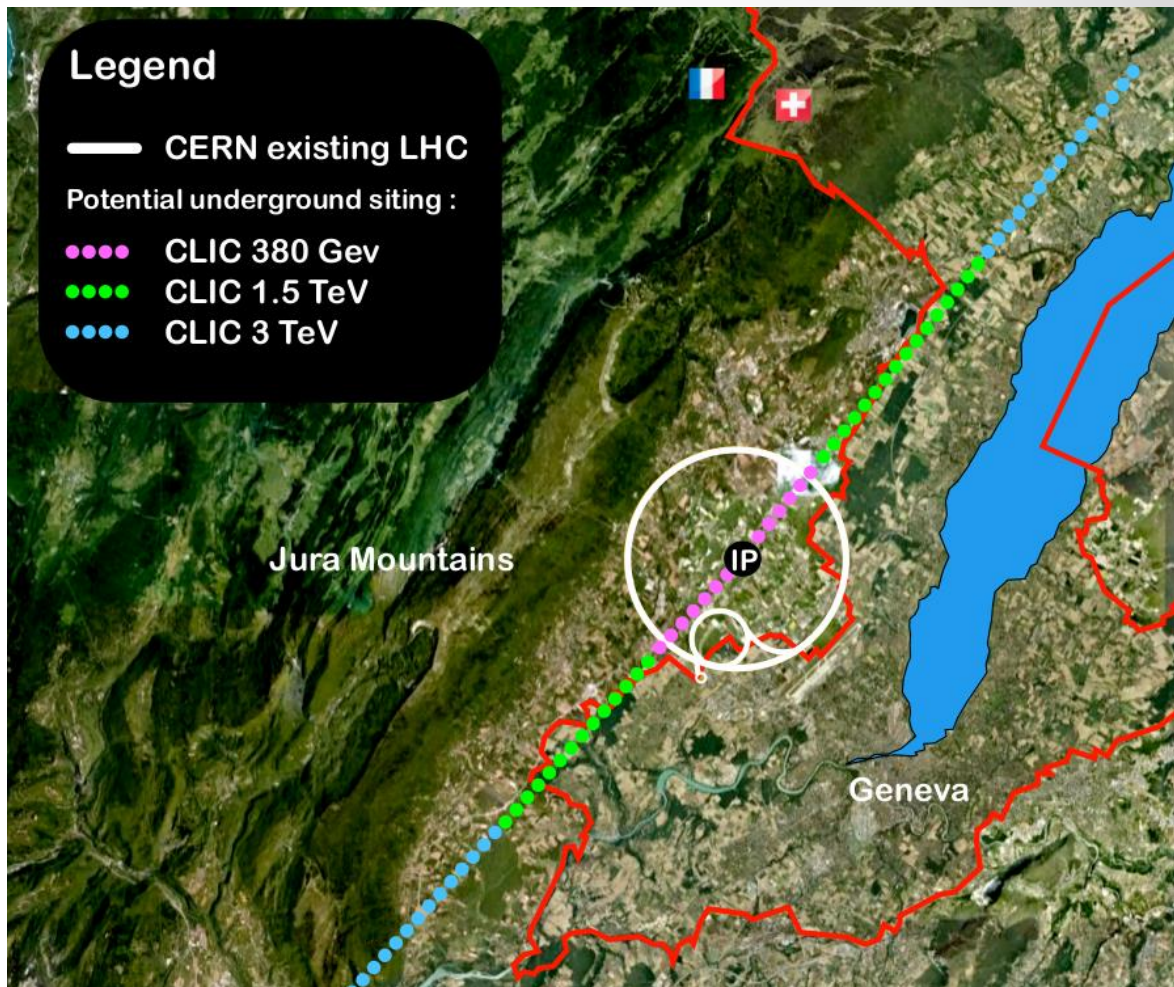 Legend
CERN existing LHC
Potential underground siting :
CLIC 380 Gev
CLIC 1.5 TeV
CLIC 3 TeV
IP
Jura Mountains
Geneva